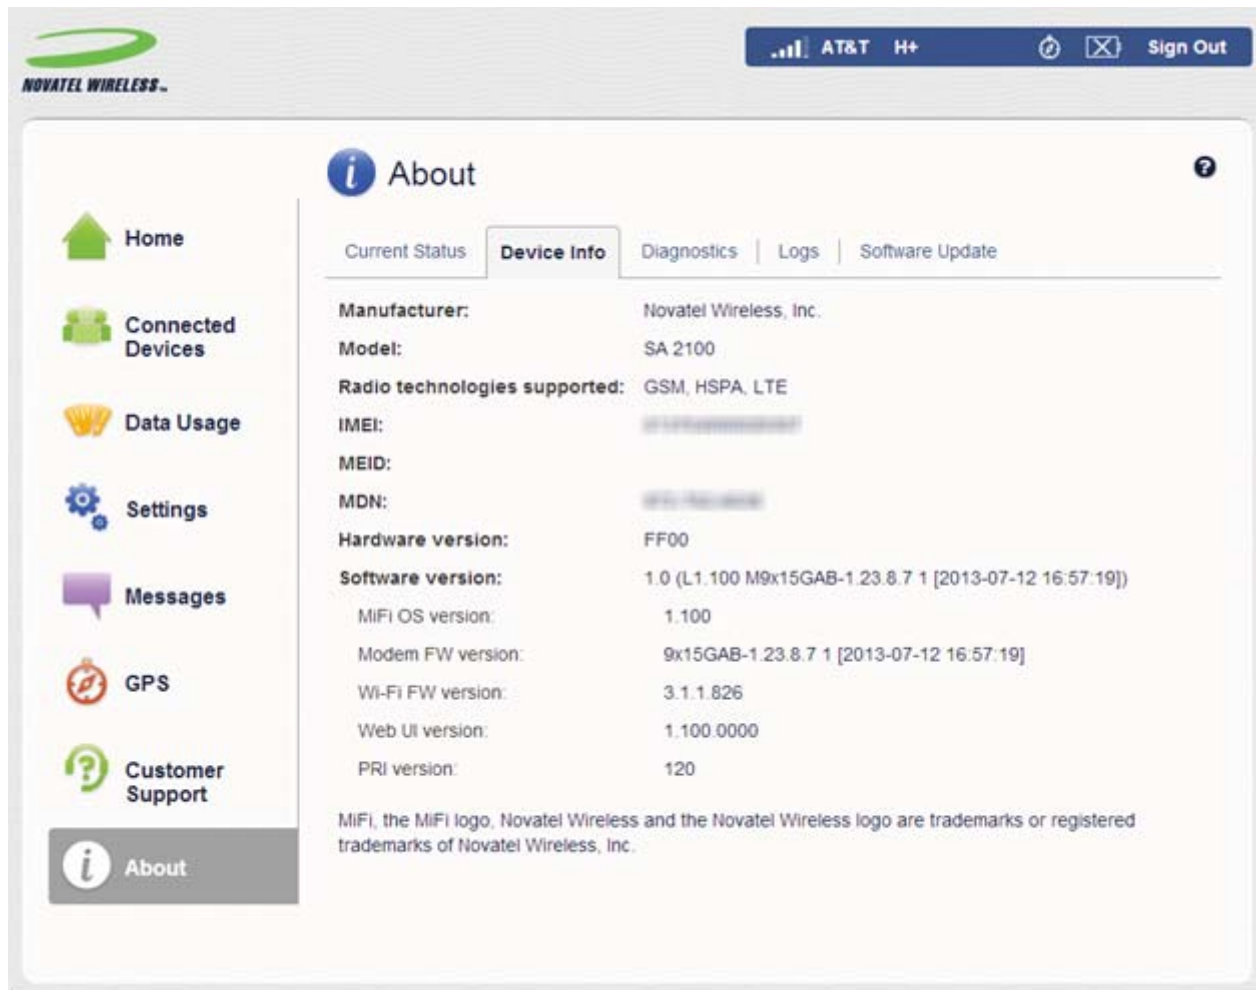 NOVATEL WIRELESS
AT&T H+ Sign Out
About
Home
Connected
Devices
Data Usage
Settings
Messages
GPS
Customer
Support
About
Current Status Device Info Diagnostics | Logs | Software Update
Manufacturer: Novatel Wireless, Inc.
Model: SA 2100
Radio technologies supported: GSM, HSPA, LTE
IMEI:
MEID:
MDN:
Hardware version: FF00
Software version: 1.0 (L1.100 M9x15GAB-1.23.8.7 1 [2013-07-12 16:57:19])
MiFi OS version: 1.100
Modem FW version: 9x15GAB-1.23.8.7 1 [2013-07-12 16:57:19]
Wi-Fi FW version: 3.1.1.826
Web UI version: 1.100.0000
PRI version: 120
MiFi, the MiFi logo, Novatel Wireless and the Novatel Wireless logo are trademarks or registered
trademarks of Novatel Wireless, Inc.